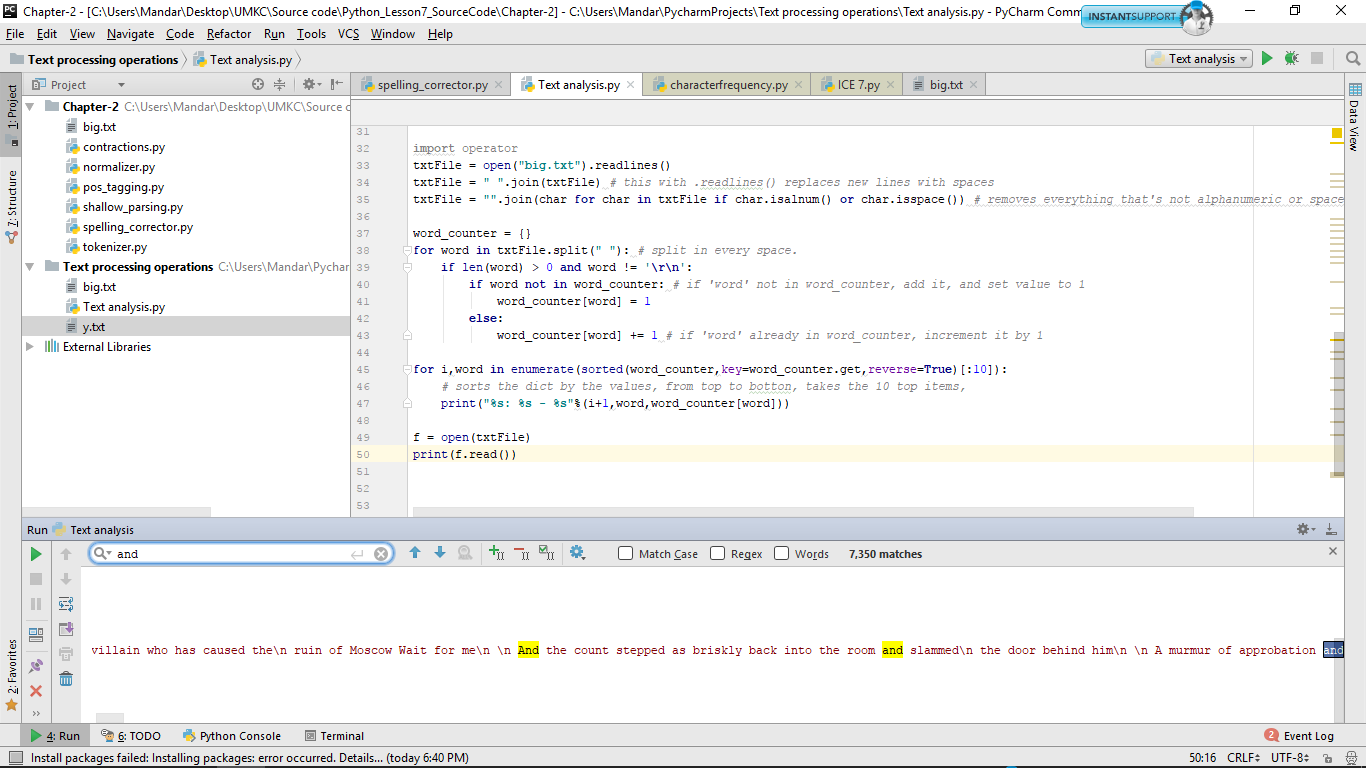 Chapter-2 - [C:\Users\Mandar\Desktop\UMKC\Source code\Python_Lesson7_SourceCode\Chapter-2] - C:\Users\Mandar\PycharmProjects\Text processing operations\Text analysis.py - PyCharm Comm
INSTANTSUPPORT
File Edit View Navigate Code Refactor Run Tools VCS Window Help
Text processing operations Text analysis.py Text analysis
1: Project
7: Structure
2: Favorites
Data View
Project
Chapter-2 C:\Users\Mandar\Desktop\UMKC\Source c
big.txt
contractions.py
normalizer.py
pos_tagging.py
shallow_parsing.py
spelling_corrector.py
tokenizer.py
Text processing operations C:\Users\Mandar\Pychar
big.txt
Text analysis.py
y.txt
External Libraries
spelling_corrector.py Text analysis.py characterfrequency.py ICE 7.py big.txt
31
32 import operator
33 txtFile = open("big.txt").readlines()
34 txtFile = " ".join(txtFile) # this with .readlines() replaces new lines with spaces
35 txtFile = "".join(char for char in txtFile if char.isalnum() or char.isspace()) # removes everything that's not alphanumeric or space
36
37 word_counter = {}
38 for word in txtFile.split(" "): # split in every space.
39 if len(word) > 0 and word != '\r\n':
40 if word not in word_counter: # if 'word' not in word_counter, add it, and set value to 1
41 word_counter[word] = 1
42 else:
43 word_counter[word] += 1 # if 'word' already in word_counter, increment it by 1
44
45 for i,word in enumerate(sorted(word_counter,key=word_counter.get,reverse=True)[:10]):
46 # sorts the dict by the values, from top to botton, takes the 10 top items,
47 print("%s: %s - %s"%(i+1,word,word_counter[word]))
48
49 f = open(txtFile)
50 print(f.read())
51
52
53
Run Text analysis
and Match Case Regex Words 7,350 matches
villain who has caused the\n ruin of Moscow Wait for me\n \n And the count stepped as briskly back into the room and slammed\n the door behind him\n \n A murmur of approbation and
4: Run 6: TODO Python Console Terminal 2 Event Log
Install packages failed: Installing packages: error occurred. Details... (today 6:40 PM) 50:16 CRLF UTF-8